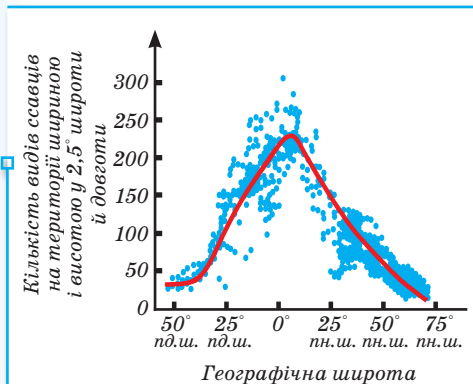 Кількість видів ссавців
на території шириною
і висотою у 2,5° широти
й довготи
300
250
200
150
100
50
0
50° 25° 0° 25° 50° 75°
пд.ш. пд.ш. пн.ш. пн.ш. пн.ш.
Географічна широта